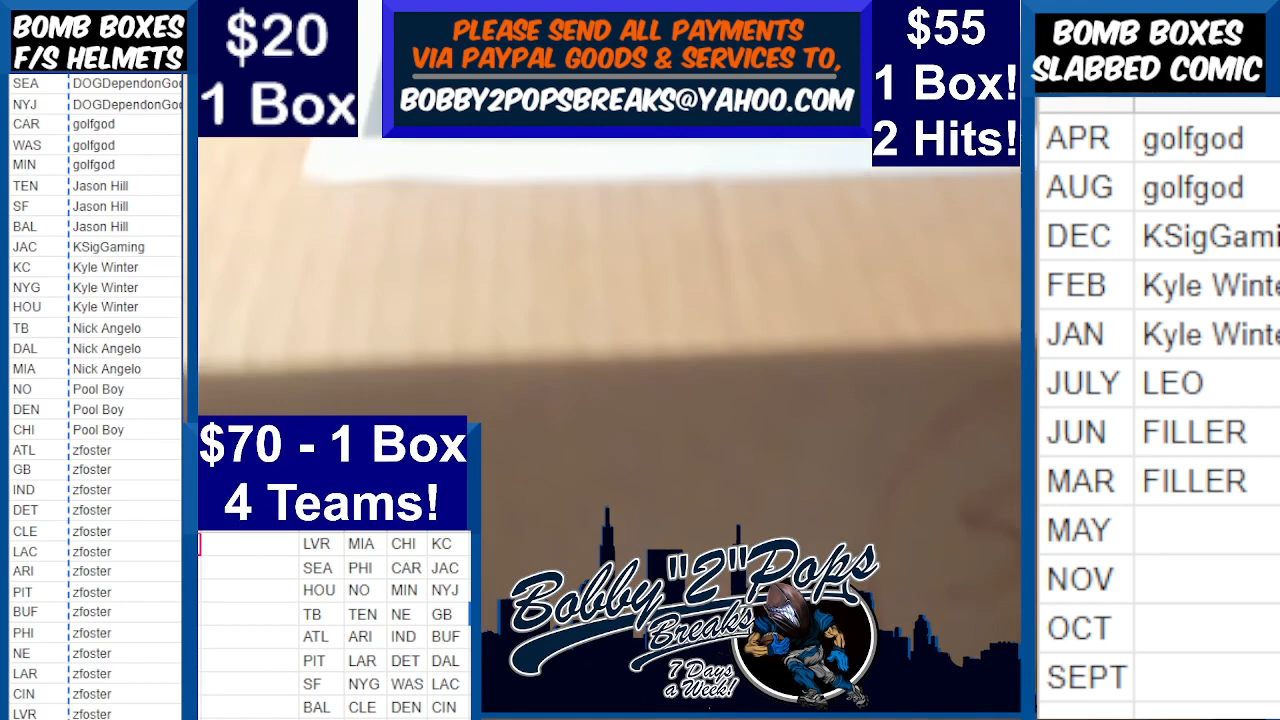 BOMB BOXES
F/S HELMETS
SEA DOGDependonGod
NYJ DOGDependonGod
CAR golfgod
WAS golfgod
MIN golfgod
TEN Jason Hill
SF Jason Hill
BAL Jason Hill
JAC KSigGaming
KC Kyle Winter
NYG Kyle Winter
HOU Kyle Winter
TB Nick Angelo
DAL Nick Angelo
MIA Nick Angelo
NO Pool Boy
DEN Pool Boy
CHI Pool Boy
ATL zfoster
GB zfoster
IND zfoster
DET zfoster
CLE zfoster
LAC zfoster
ARI zfoster
PIT zfoster
BUF zfoster
PHI zfoster
NE zfoster
LAR zfoster
CIN zfoster
LVR zfoster
$20
1 Box
PLEASE SEND ALL PAYMENTS
VIA PAYPAL GOODS & SERVICES TO,
BOBBY2POPSBREAKS@YAHOO.COM
$55
1 Box!
2 Hits!
$70 - 1 Box
4 Teams!
LVR MIA CHI KC
SEA PHI CAR JAC
HOU NO MIN NYJ
TB TEN NE GB
ATL ARI IND BUF
PIT LAR DET DAL
SF NYG WAS LAC
BAL CLE DEN CIN
Bobby "2" Pops
Breaks
7 Days
a Week!
BOMB BOXES
SLABBED COMIC
APR golfgod
AUG golfgod
DEC KSigGami
FEB Kyle Winte
JAN Kyle Winte
JULY LEO
JUN FILLER
MAR FILLER
MAY
NOV
OCT
SEPT